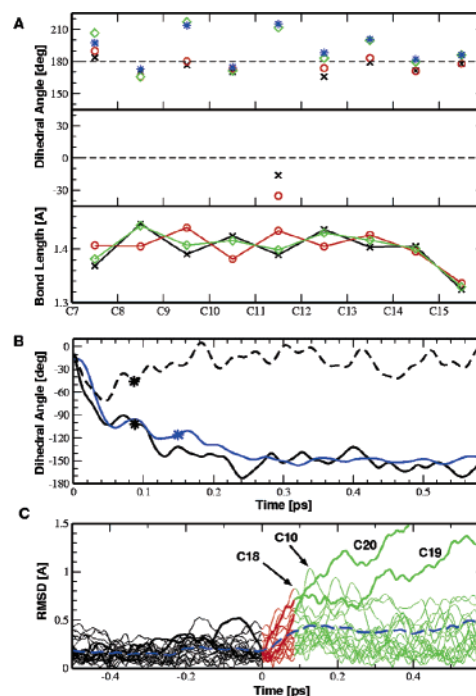 A
Dihedral Angle [deg]
210
180
150
30
0
-30
Bond Length [A]
1.4
1.3
C7 C8 C9 C10 C11 C12 C13 C14 C15
B
Dihedral Angle [deg]
0
-30
-60
-90
-120
-150
-180
0 0.1 0.2 0.3 0.4 0.5
Time [ps]
C
RMSD [A]
1.5
1
0.5
0
C18
C10
C20
C19
-0.4 -0.2 0 0.2 0.4
Time [ps]